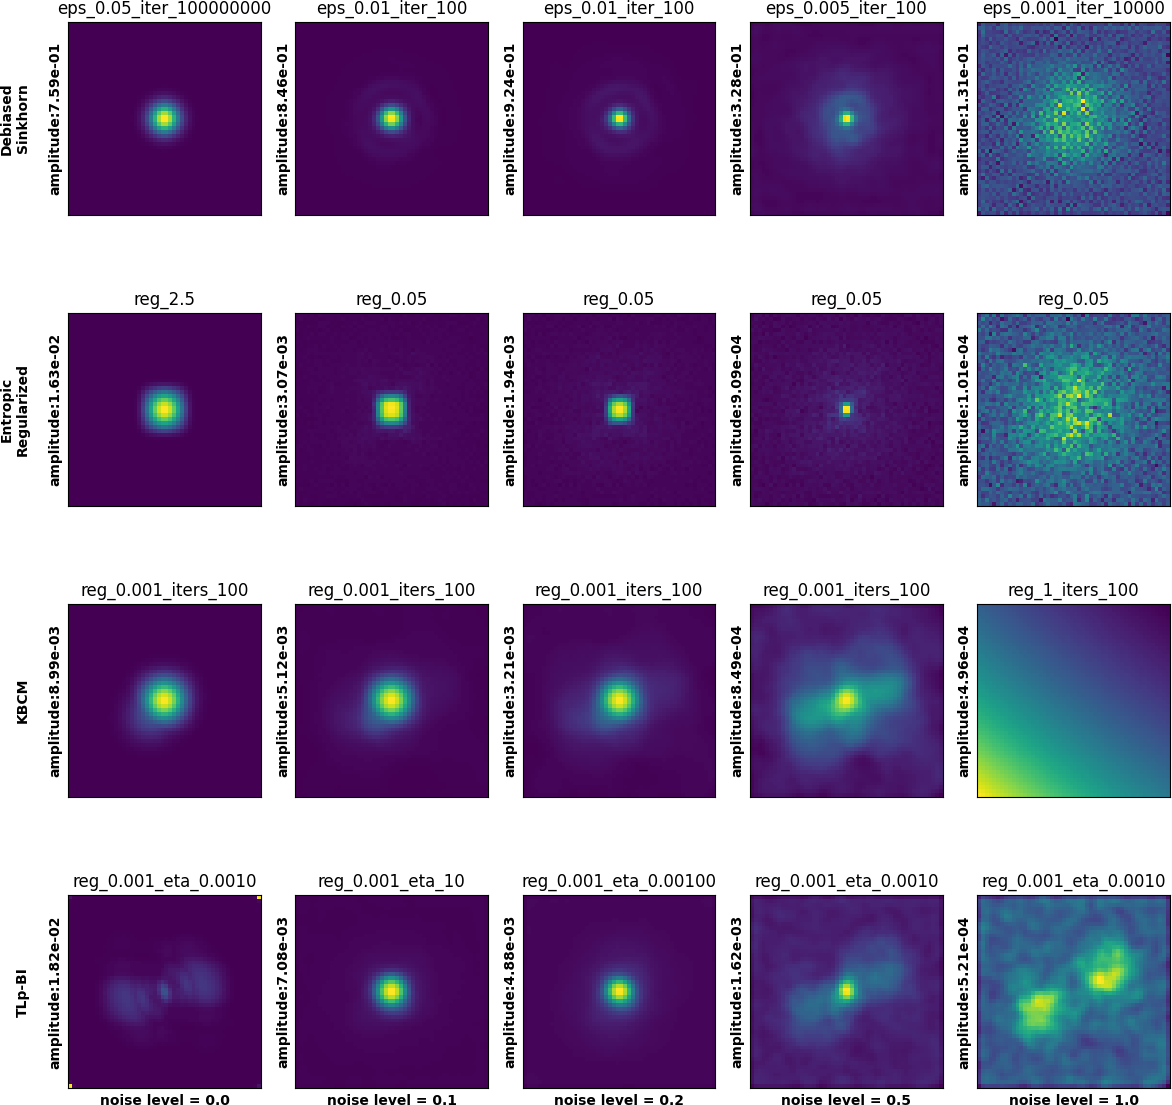 eps_0.05_iter_100000000
eps_0.01_iter_100
eps_0.01_iter_100
eps_0.005_iter_100
eps_0.001_iter_10000
Debiased
Sinkhorn
amplitude:7.59e-01
amplitude:8.46e-01
amplitude:9.24e-01
amplitude:3.28e-01
amplitude:1.31e-01
reg_2.5
reg_0.05
reg_0.05
reg_0.05
reg_0.05
Entropic
Regularized
amplitude:1.63e-02
amplitude:3.07e-03
amplitude:1.94e-03
amplitude:9.09e-04
amplitude:1.01e-04
reg_0.001_iters_100
reg_0.001_iters_100
reg_0.001_iters_100
reg_0.001_iters_100
reg_1_iters_100
KBCM
amplitude:8.99e-03
amplitude:5.12e-03
amplitude:3.21e-03
amplitude:8.49e-04
amplitude:4.96e-04
reg_0.001_eta_0.0010
reg_0.001_eta_10
reg_0.001_eta_0.00100
reg_0.001_eta_0.0010
reg_0.001_eta_0.0010
TLp-BI
amplitude:1.82e-02
amplitude:7.08e-03
amplitude:4.88e-03
amplitude:1.62e-03
amplitude:5.21e-04
noise level = 0.0
noise level = 0.1
noise level = 0.2
noise level = 0.5
noise level = 1.0